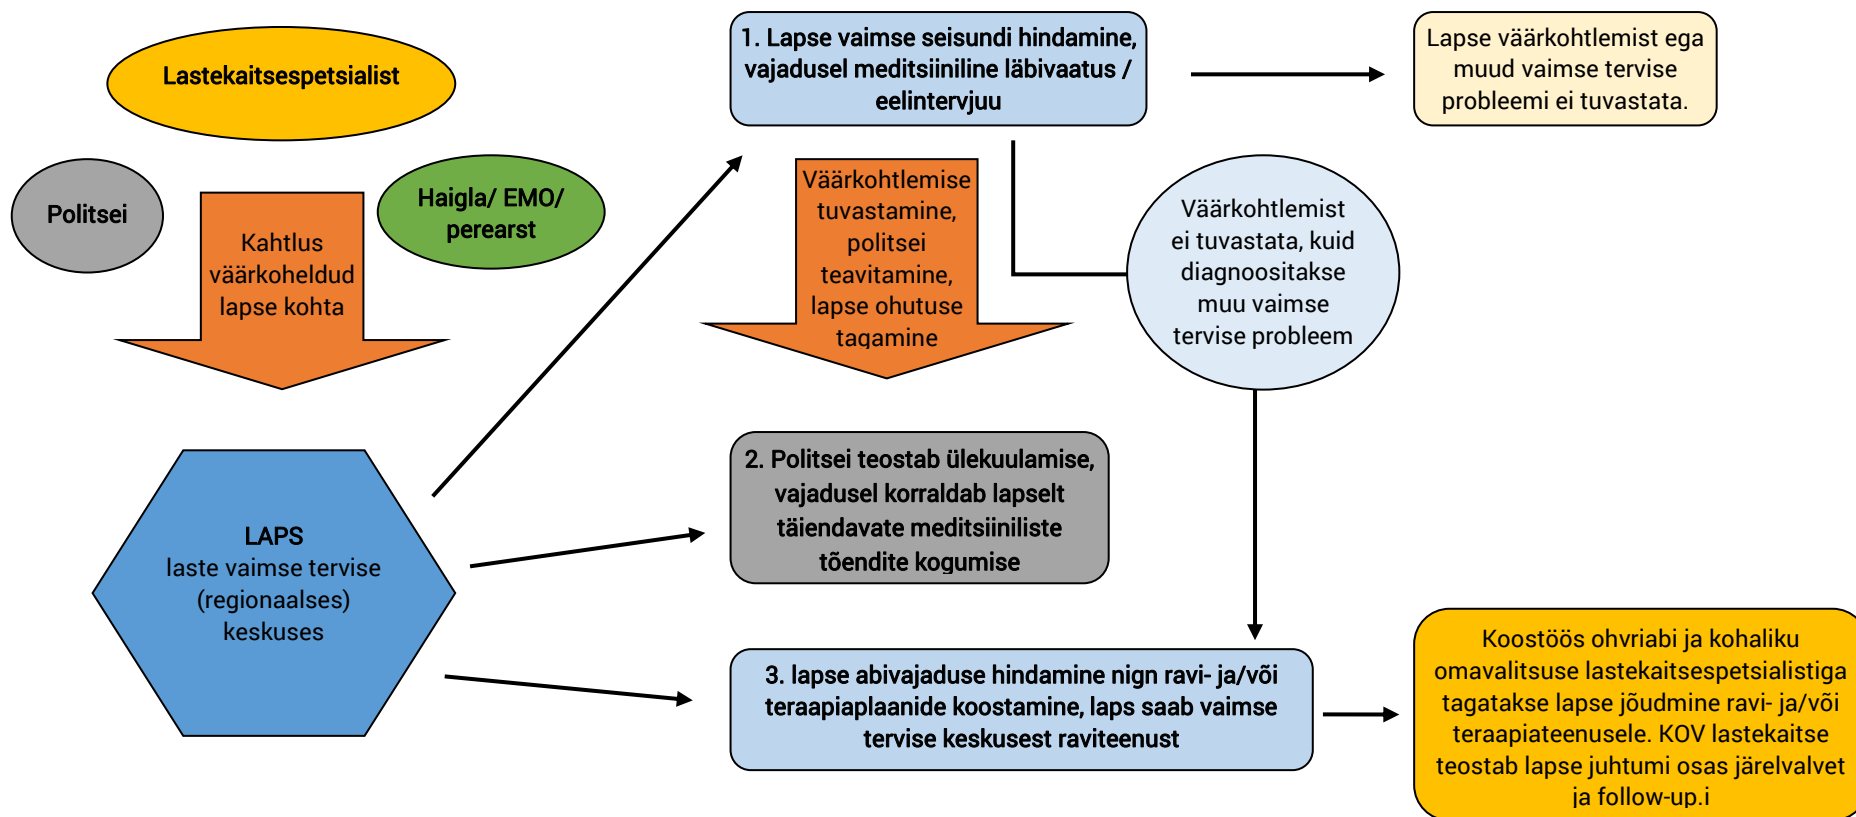 Lastekaitsespetsialist
Politsei
Haigla/ EMO/
perearst
Kahtlus
väärkoheldud
lapse kohta
LAPS
laste vaimse tervise
(regionaalses)
keskuses
1. Lapse vaimse seisundi hindamine,
vajadusel meditsiiniline läbivaatus /
eelintervjuu
Lapse väärkohtlemist ega
muud vaimse tervise
probleemi ei tuvastata.
Väärkohtlemise
tuvastamine,
politsei
teavitamine,
lapse ohutuse
tagamine
Väärkohtlemist
ei tuvastata, kuid
diagnoositakse
muu vaimse
tervise probleem
2. Politsei teostab ülekuulamise,
vajadusel korraldab lapselt
täiendavate meditsiiniliste
tõendite kogumise
3. lapse abivajaduse hindamine nign ravi- ja/või
teraapiaplaanide koostamine, laps saab vaimse
tervise keskusest raviteenust
Koostöös ohvriabi ja kohaliku
omavalitsuse lastekaitsespetsialistiga
tagatakse lapse jõudmine ravi- ja/või
teraapiateenusele. KOV lastekaitse
teostab lapse juhtumi osas järelvalvet
ja follow-up.i